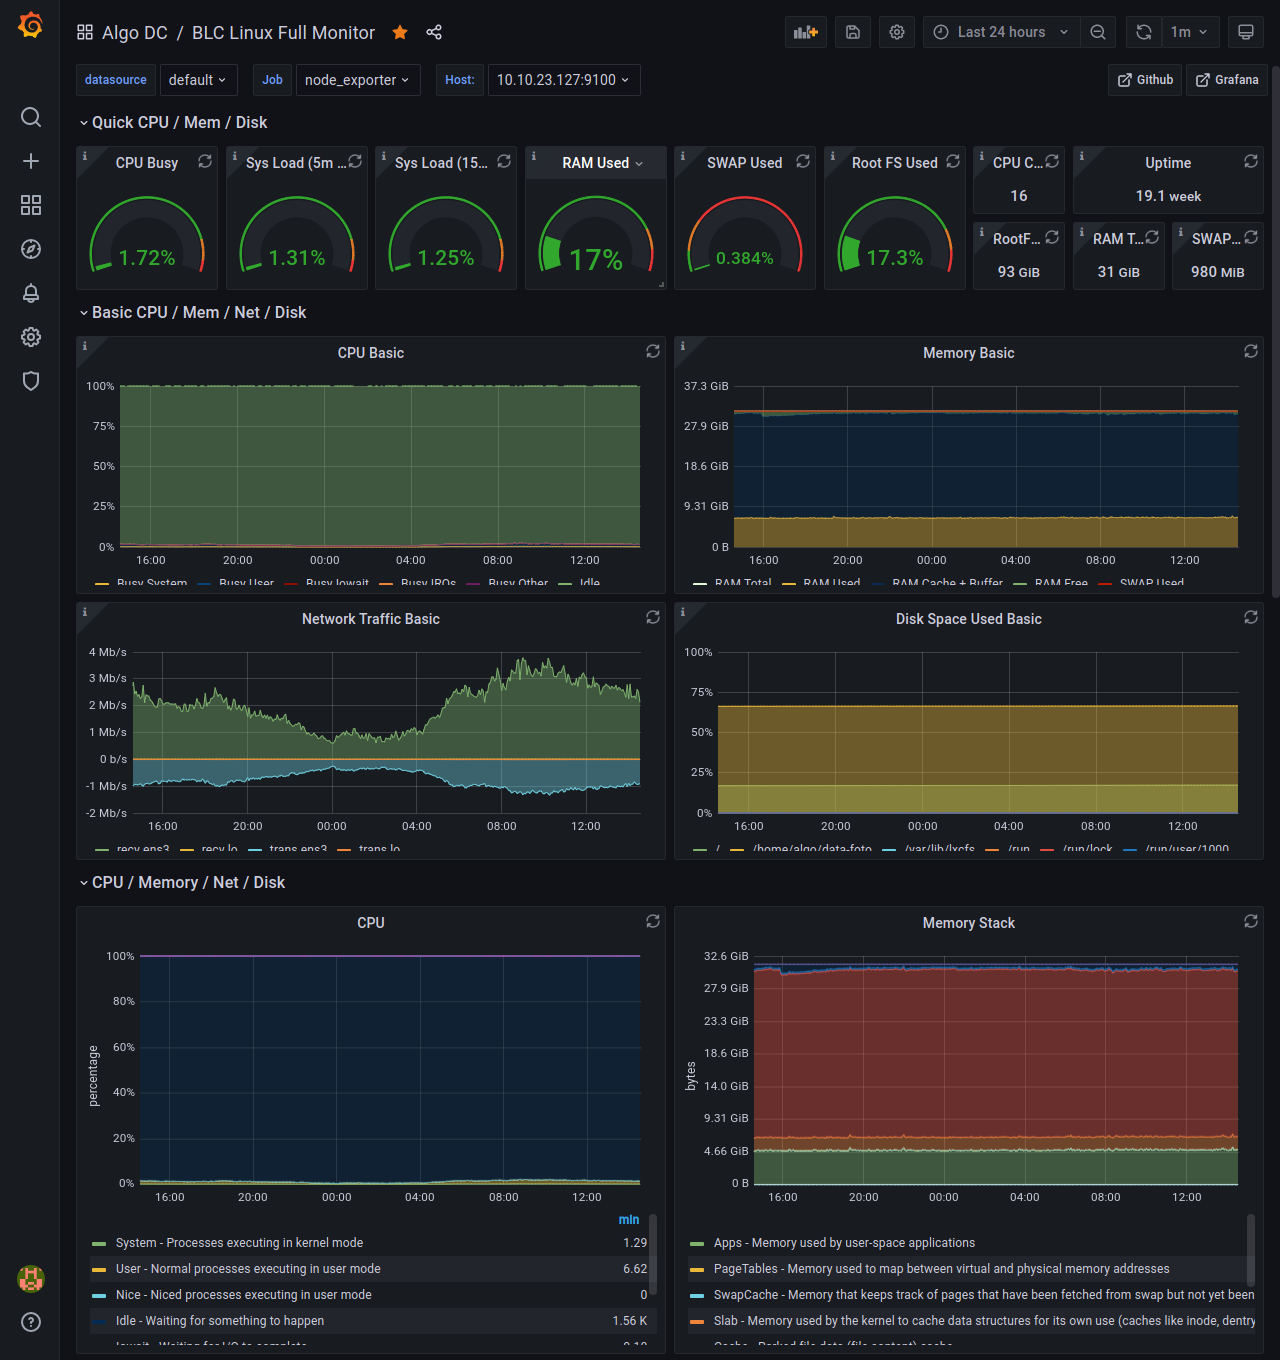 Algo DC / BLC Linux Full Monitor
Last 24 hours
1m
datasource default Job node_exporter Host: 10.10.23.127:9100
Github
Grafana
Quick CPU / Mem / Disk
CPU Busy
1.72%
Sys Load (5m ...
1.31%
Sys Load (15...
1.25%
RAM Used
17%
SWAP Used
0.384%
Root FS Used
17.3%
CPU C...
16
Uptime
19.1 week
RootF...
93 GiB
RAM T...
31 GiB
SWAP...
980 MiB
Basic CPU / Mem / Net / Disk
CPU Basic
100%
75%
50%
25%
0%
16:00 20:00 00:00 04:00 08:00 12:00
Busy System Busy User Busy Iowait Busy IRQs Busy Other Idle
Memory Basic
37.3 GiB
27.9 GiB
18.6 GiB
9.31 GiB
0 B
16:00 20:00 00:00 04:00 08:00 12:00
RAM Total RAM Used RAM Cache + Buffer RAM Free SWAP Used
Network Traffic Basic
4 Mb/s
3 Mb/s
2 Mb/s
1 Mb/s
0 b/s
-1 Mb/s
-2 Mb/s
16:00 20:00 00:00 04:00 08:00 12:00
recv ens3 recv lo trans ens3 trans lo
Disk Space Used Basic
100%
75%
50%
25%
0%
16:00 20:00 00:00 04:00 08:00 12:00
/ /home/algo/data-foto /var/lib/lxcfs /run /run/lock /run/user/1000
CPU / Memory / Net / Disk
CPU
percentage
100%
80%
60%
40%
20%
0%
16:00 20:00 00:00 04:00 08:00 12:00
min
System - Processes executing in kernel mode 1.29
User - Normal processes executing in user mode 6.62
Nice - Niced processes executing in user mode 0
Idle - Waiting for something to happen 1.56 K
Iowait - Waiting for I/O to complete
Memory Stack
bytes
32.6 GiB
27.9 GiB
23.3 GiB
18.6 GiB
14.0 GiB
9.31 GiB
4.66 GiB
0 B
16:00 20:00 00:00 04:00 08:00 12:00
Apps - Memory used by user-space applications
PageTables - Memory used to map between virtual and physical memory addresses
SwapCache - Memory that keeps track of pages that have been fetched from swap but not yet been
Slab - Memory used by the kernel to cache data structures for its own use (caches like inode, dentry
Cache - Parked file data (file content) cache